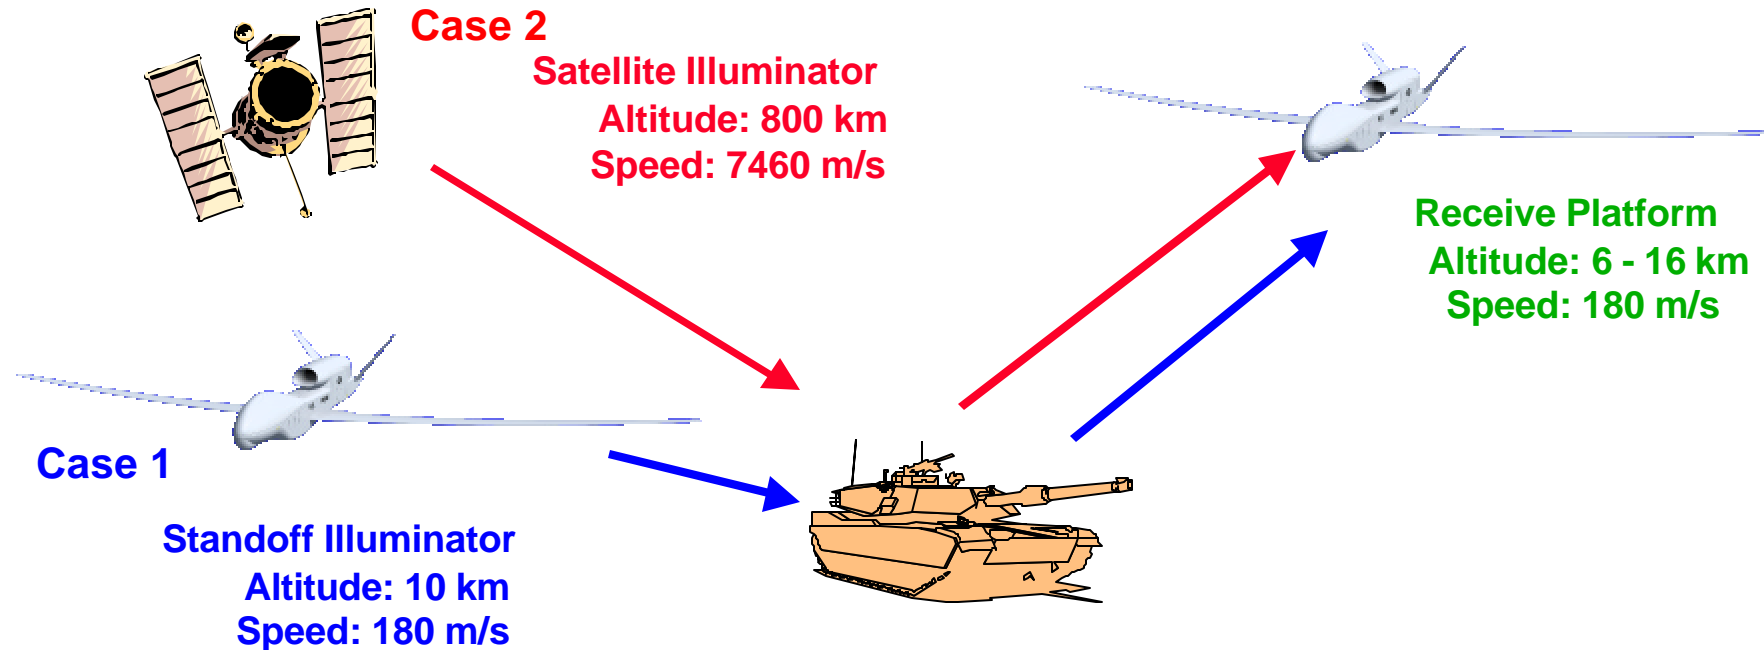 Case 2
Satellite Illuminator
Altitude: 800 km
Speed: 7460 m/s
Receive Platform
Altitude: 6 - 16 km
Speed: 180 m/s
Case 1
Standoff Illuminator
Altitude: 10 km
Speed: 180 m/s